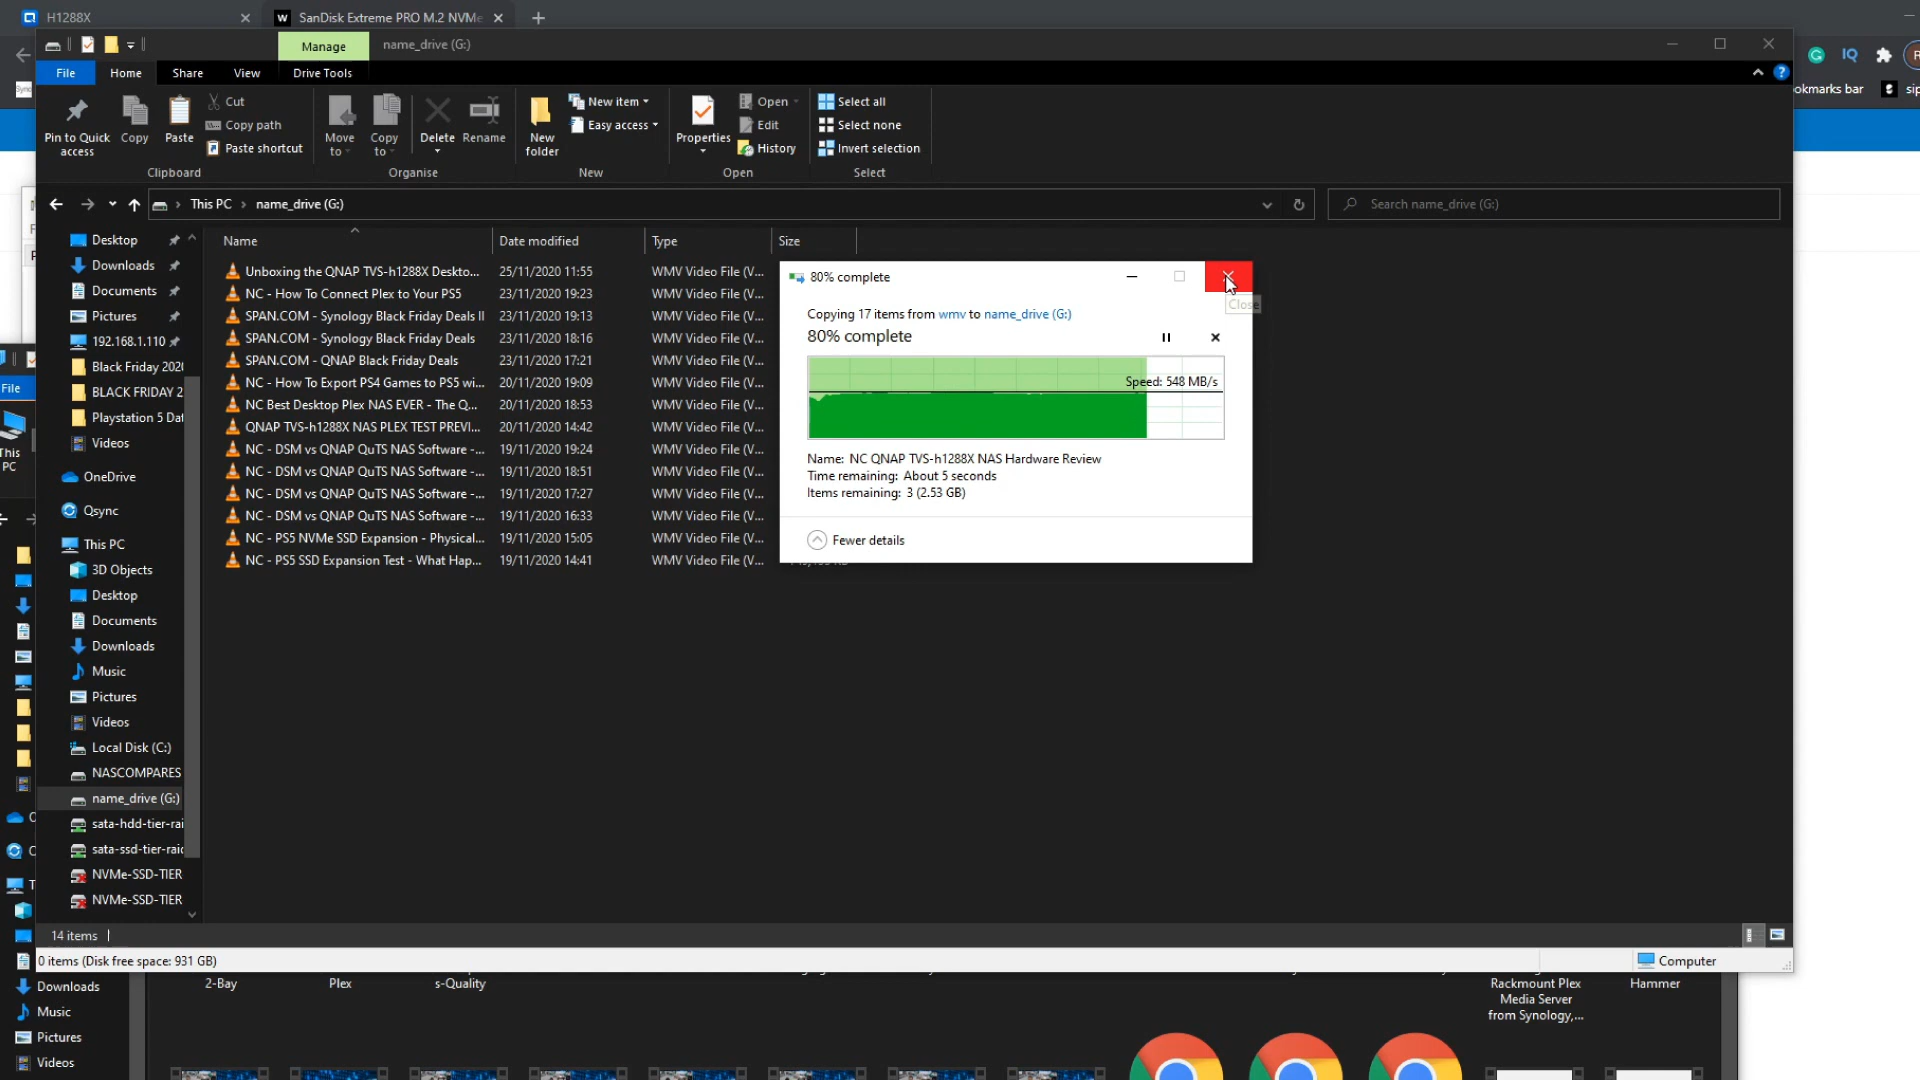 H1288X
SanDisk Extreme PRO M.2 NVMe
Manage
name_drive (G:)
File
Home
Share
View
Drive Tools
Pin to Quick access
Copy
Paste
Cut
Copy path
Paste shortcut
Clipboard
Move to
Copy to
Delete
Rename
Organise
New folder
New item
Easy access
New
Properties
Open
Edit
History
Open
Select all
Select none
Invert selection
Select
okmarks bar
This PC > name_drive (G:)
Search name_drive (G:)
Name
Date modified
Type
Size
Unboxing the QNAP TVS-h1288X Deskto... 25/11/2020 11:55 WMV Video File (V...
NC - How To Connect Plex to Your PS5 23/11/2020 19:23 WMV Video File (V...
SPAN.COM - Synology Black Friday Deals II 23/11/2020 19:13 WMV Video File (V...
SPAN.COM - Synology Black Friday Deals 23/11/2020 18:16 WMV Video File (V...
SPAN.COM - QNAP Black Friday Deals 23/11/2020 17:21 WMV Video File (V...
NC - How To Export PS4 Games to PS5 wi... 20/11/2020 19:09 WMV Video File (V...
NC Best Desktop Plex NAS EVER - The Q... 20/11/2020 18:53 WMV Video File (V...
QNAP TVS-h1288X NAS PLEX TEST PREVI... 20/11/2020 14:42 WMV Video File (V...
NC - DSM vs QNAP QuTS NAS Software -... 19/11/2020 19:24 WMV Video File (V...
NC - DSM vs QNAP QuTS NAS Software -... 19/11/2020 18:51 WMV Video File (V...
NC - DSM vs QNAP QuTS NAS Software -... 19/11/2020 17:27 WMV Video File (V...
NC - DSM vs QNAP QuTS NAS Software -... 19/11/2020 16:33 WMV Video File (V...
NC - PS5 NVMe SSD Expansion - Physical... 19/11/2020 15:05 WMV Video File (V...
NC - PS5 SSD Expansion Test - What Hap... 19/11/2020 14:41 WMV Video File (V...
80% complete
Close
Copying 17 items from wmv to name_drive (G:)
80% complete
Speed: 548 MB/s
Name: NC QNAP TVS-h1288X NAS Hardware Review
Time remaining: About 5 seconds
Items remaining: 3 (2.53 GB)
Fewer details
Desktop
Downloads
Documents
Pictures
192.168.1.110
Black Friday 202
BLACK FRIDAY 2
Playstation 5 Dat
Videos
OneDrive
Qsync
This PC
3D Objects
Desktop
Documents
Downloads
Music
Pictures
Videos
Local Disk (C:)
NASCOMPARES
name_drive (G:)
sata-hdd-tier-rai
sata-ssd-tier-raid
NVMe-SSD-TIER
NVMe-SSD-TIER
File
This PC
14 items
0 items (Disk free space: 931 GB)
Computer
Downloads
Music
Pictures
Videos
2-Bay
Plex
s-Quality
Rackmount Plex
Media Server
from Synology,...
Hammer